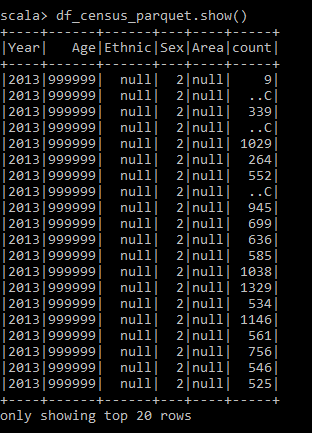 scala> df_census_parquet.show()
+----+------+------+---+----+-----+
|Year|   Age|Ethnic|Sex|Area|count|
+----+------+------+---+----+-----+
|2013|999999|  null|  2|null|    9|
|2013|999999|  null|  2|null|  ..C|
|2013|999999|  null|  2|null|  339|
|2013|999999|  null|  2|null|  ..C|
|2013|999999|  null|  2|null| 1029|
|2013|999999|  null|  2|null|  264|
|2013|999999|  null|  2|null|  552|
|2013|999999|  null|  2|null|  ..C|
|2013|999999|  null|  2|null|  945|
|2013|999999|  null|  2|null|  699|
|2013|999999|  null|  2|null|  636|
|2013|999999|  null|  2|null|  585|
|2013|999999|  null|  2|null| 1038|
|2013|999999|  null|  2|null| 1329|
|2013|999999|  null|  2|null|  534|
|2013|999999|  null|  2|null| 1146|
|2013|999999|  null|  2|null|  561|
|2013|999999|  null|  2|null|  756|
|2013|999999|  null|  2|null|  546|
|2013|999999|  null|  2|null|  525|
+----+------+------+---+----+-----+
only showing top 20 rows